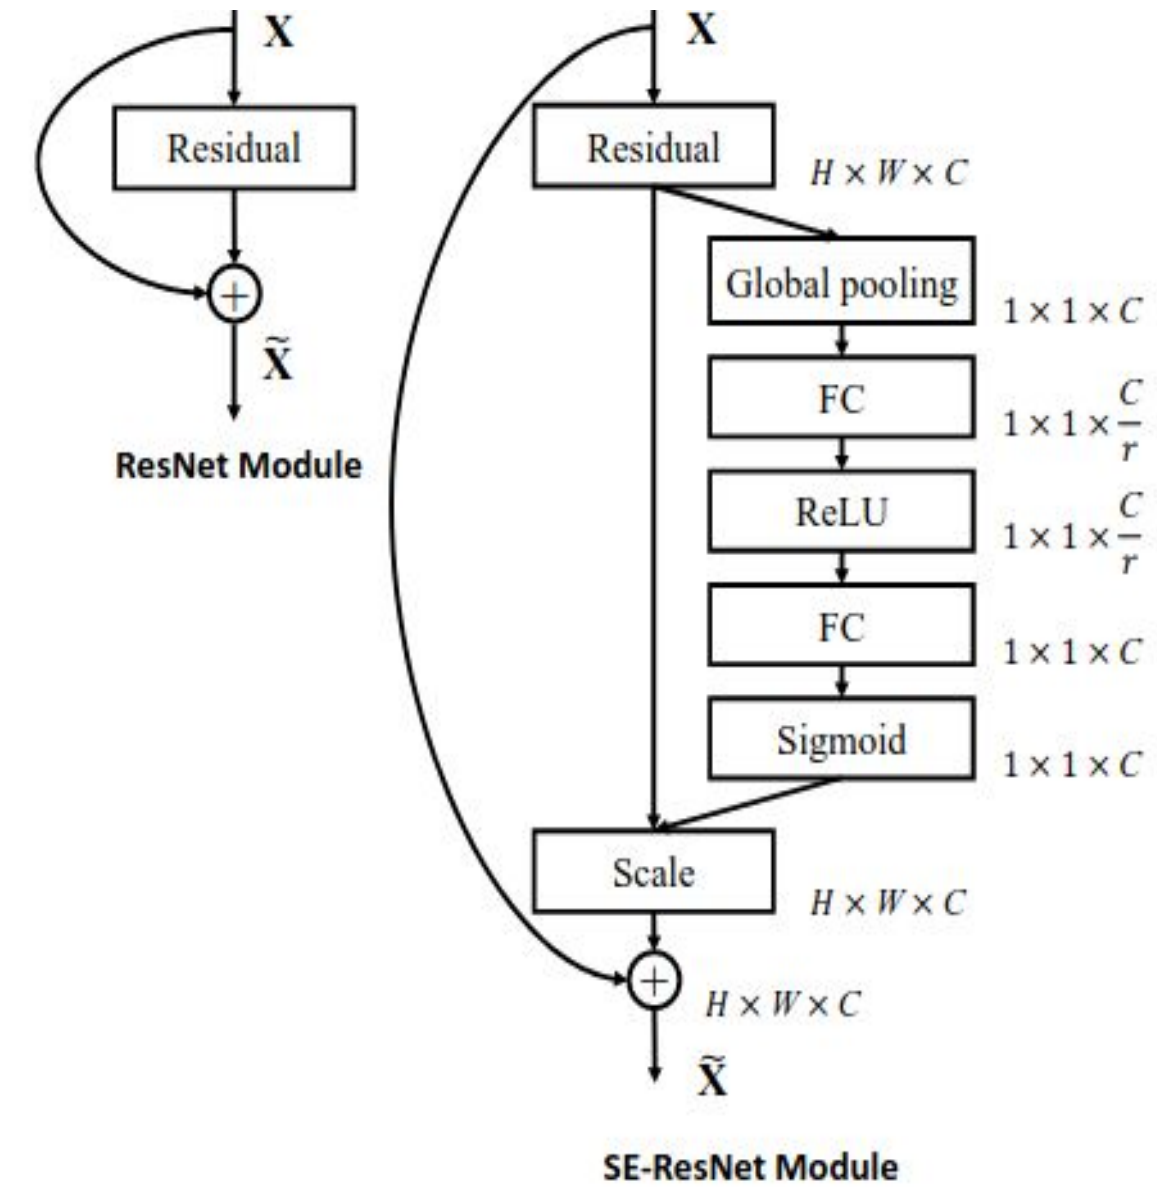 X
Residual
+
X̃
ResNet Module
X
Residual
H × W × C
Global pooling
1 × 1 × C
FC
1 × 1 × C/r
ReLU
1 × 1 × C/r
FC
1 × 1 × C
Sigmoid
1 × 1 × C
Scale
H × W × C
+
H × W × C
X̃
SE-ResNet Module